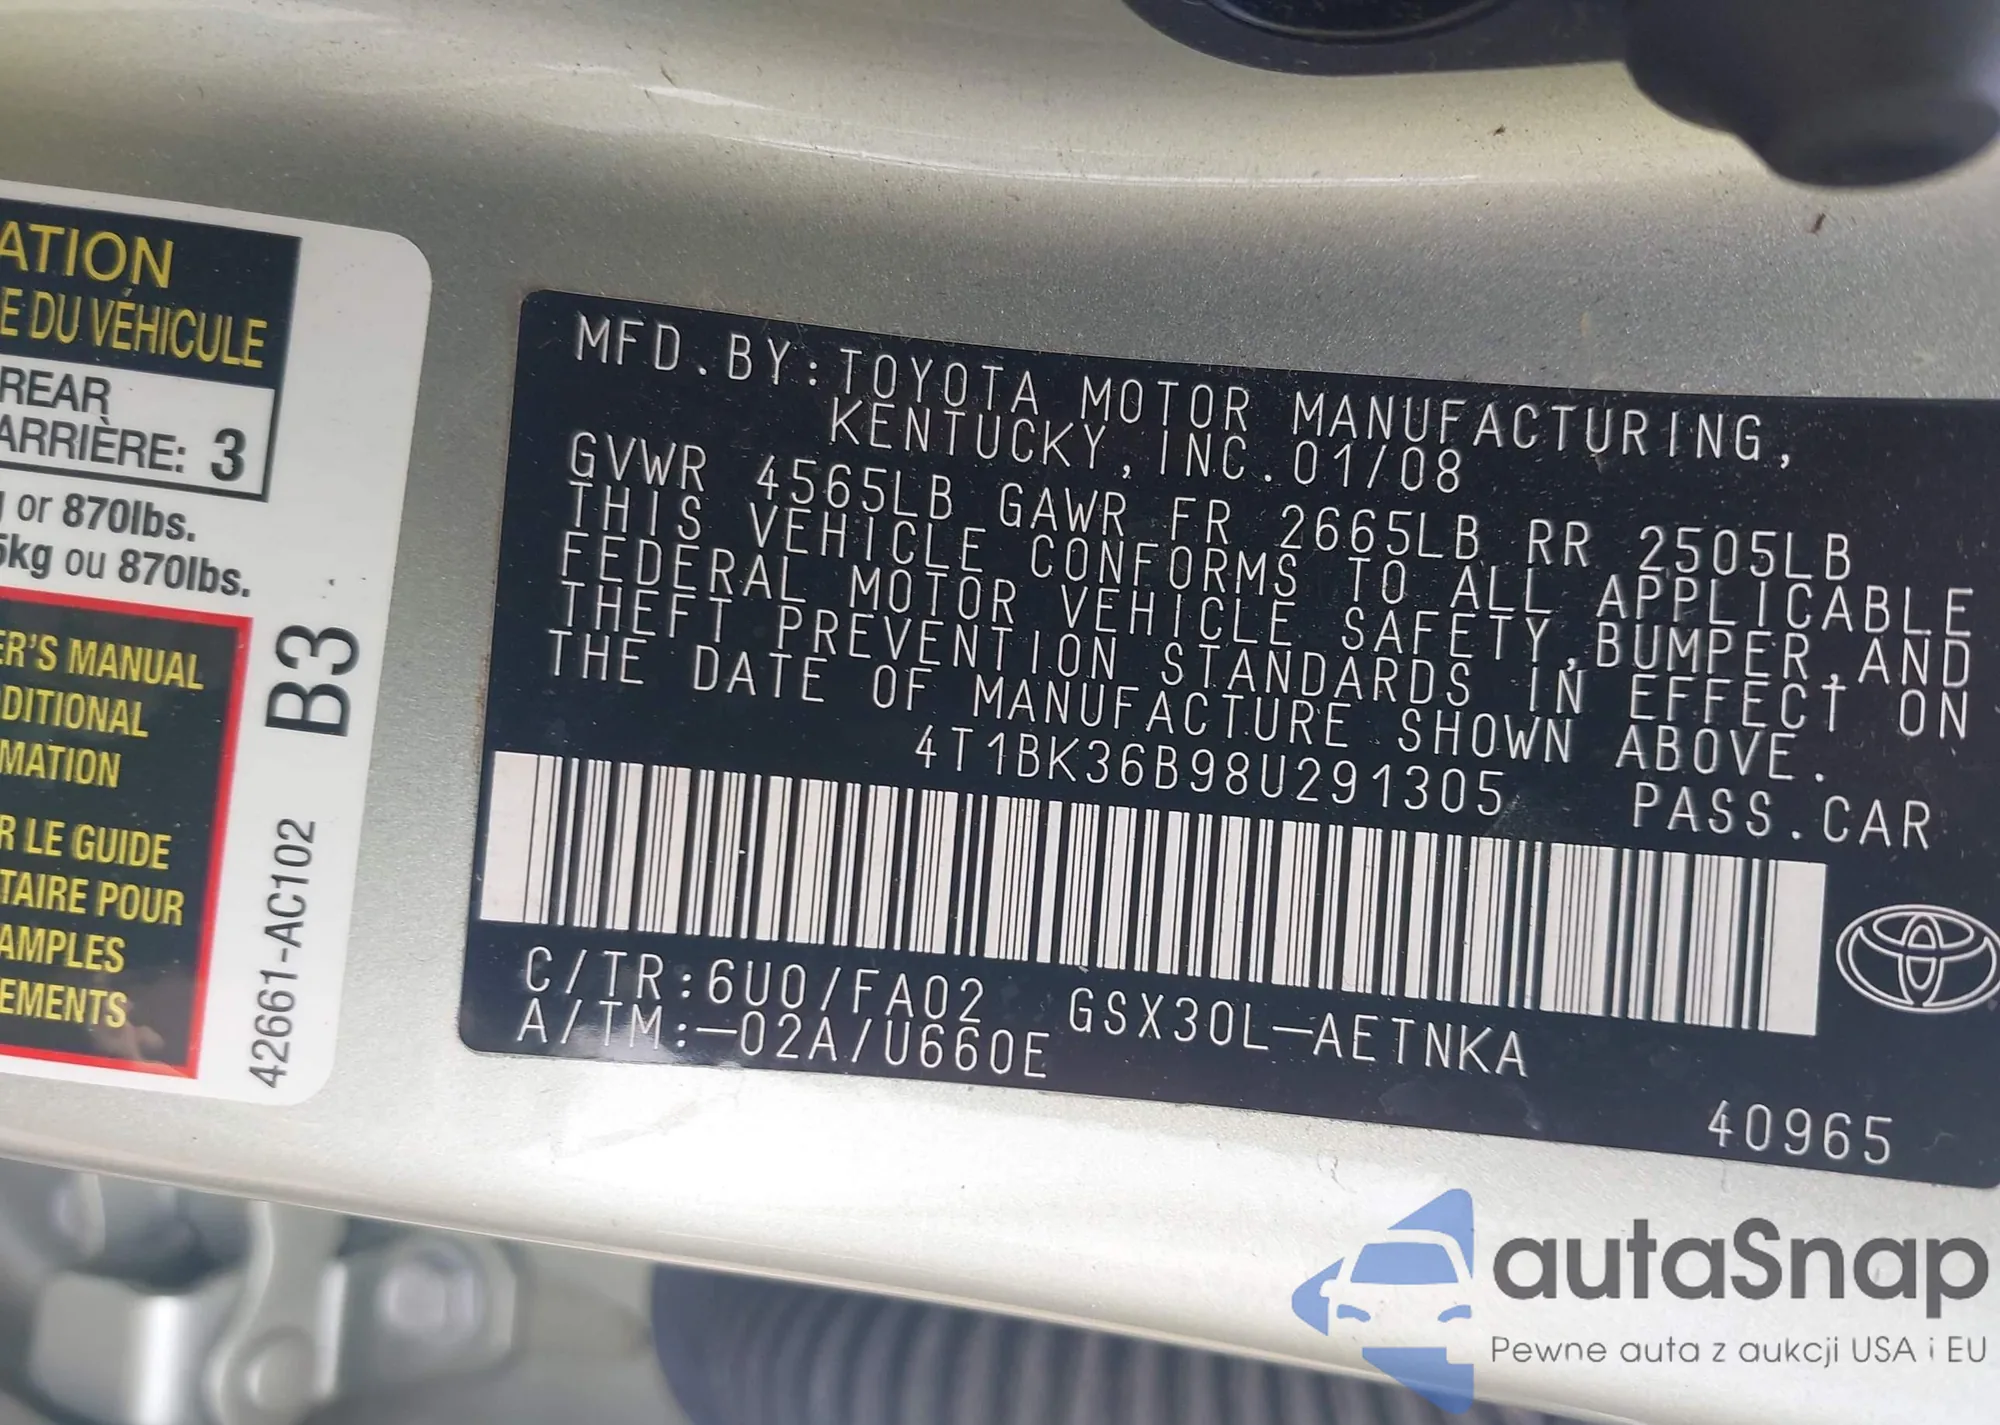 ATION
E DU VÉHICULE
REAR
ARRIÈRE: 3
or 870lbs.
5kg ou 870lbs.
ER'S MANUAL
DITIONAL
MATION
R LE GUIDE
TAIRE POUR
AMPLES
EMENTS
B3
42661-AC102
MFD.BY:TOYOTA MOTOR MANUFACTURING,
KENTUCKY,INC.01/08
GVWR 4565LB GAWR FR 2665LB RR 2505LB
THIS VEHICLE CONFORMS TO ALL APPLICABLE
FEDERAL MOTOR VEHICLE SAFETY,BUMPER,AND
THEFT PREVENTION STANDARDS IN EFFECT ON
THE DATE OF MANUFACTURE SHOWN ABOVE.
4T1BK36B98U291305 PASS.CAR
C/TR:6U0/FA02 GSX30L-AETNKA
A/TM:-02A/U660E
40965
autaSnap
Pewne auta z aukcji USA i EU